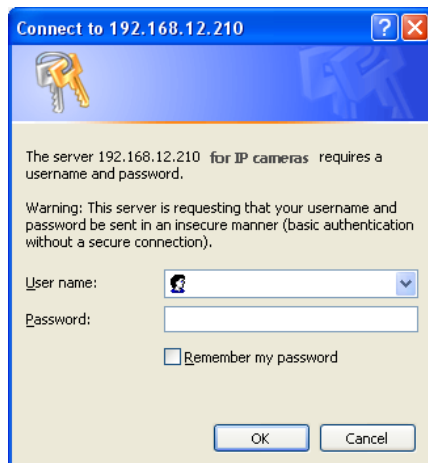 Connect to 192.168.12.210
The server 192.168.12.210 for IP cameras requires a
username and password.
Warning: This server is requesting that your username and
password be sent in an insecure manner (basic authentication
without a secure connection).
User name:
Password:
Remember my password
OK Cancel